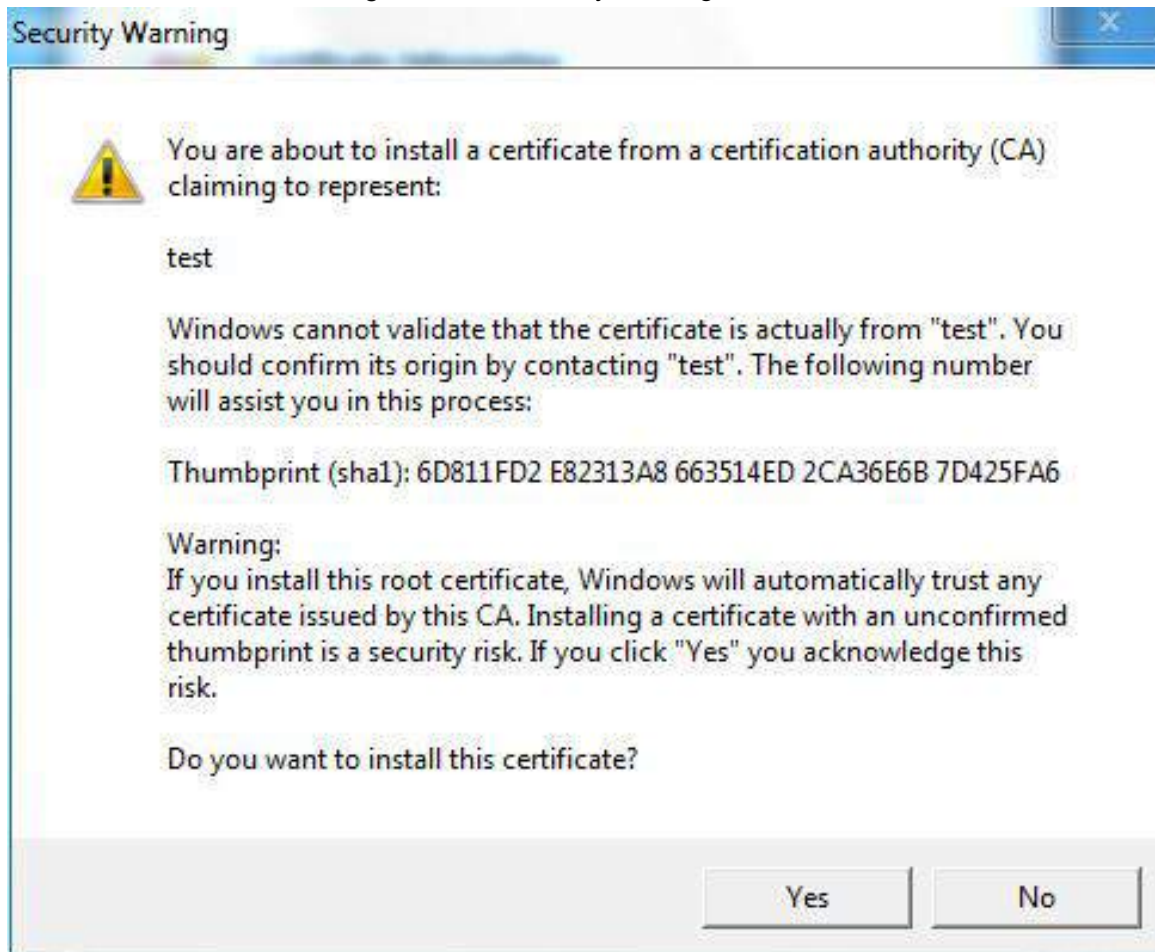 Security Warning
You are about to install a certificate from a certification authority (CA)
claiming to represent:
test
Windows cannot validate that the certificate is actually from "test". You
should confirm its origin by contacting "test". The following number
will assist you in this process:
Thumbprint (sha1): 6D811FD2 E82313A8 663514ED 2CA36E6B 7D425FA6
Warning:
If you install this root certificate, Windows will automatically trust any
certificate issued by this CA. Installing a certificate with an unconfirmed
thumbprint is a security risk. If you click "Yes" you acknowledge this
risk.
Do you want to install this certificate?
Yes
No